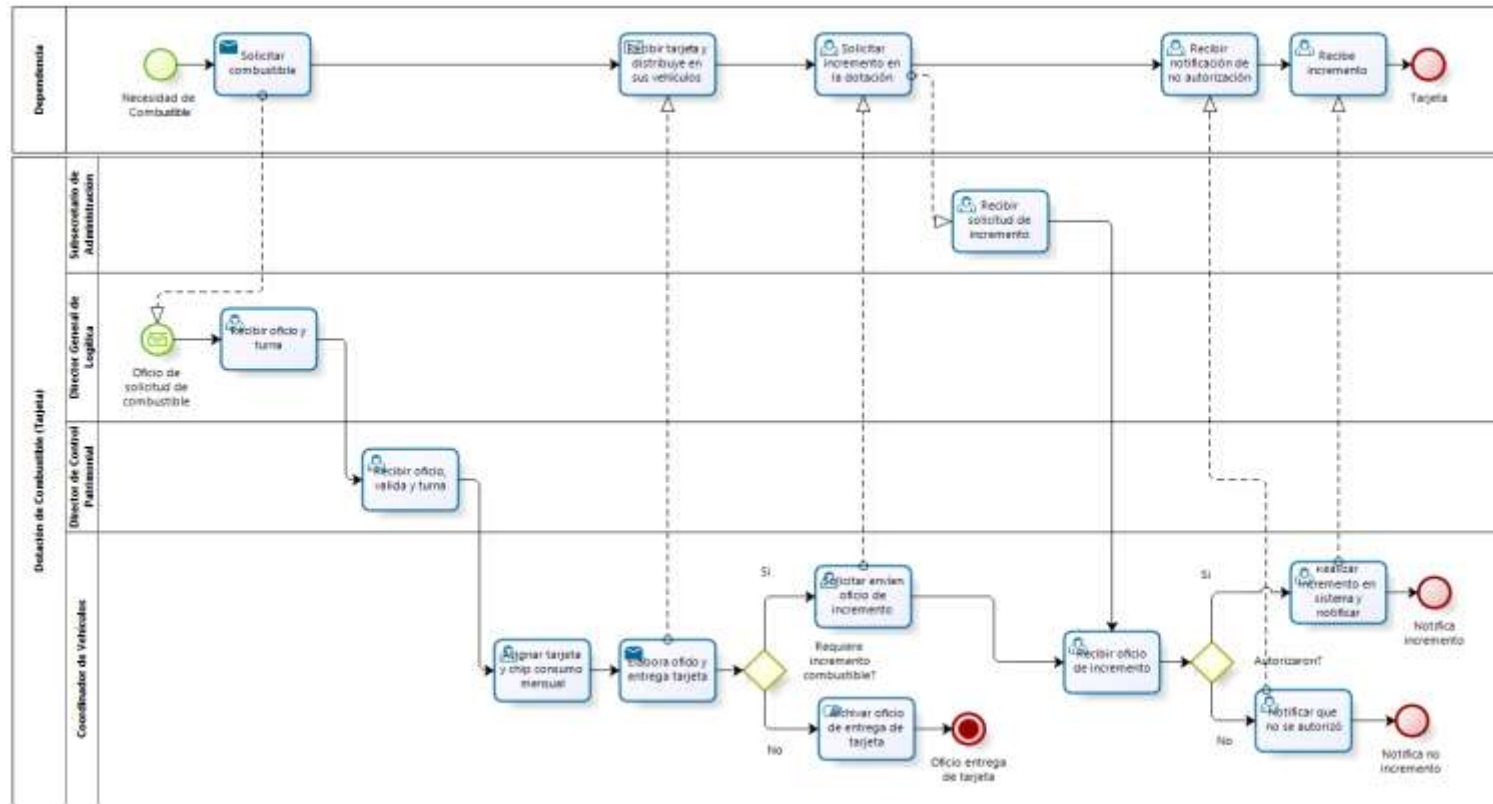 Dependencia
Solicitar
combustible
Necesidad de
Combustible
Recibir tarjeta y
distribuye en
sus vehículos
Solicitar
incremento en
la dotación
Recibir
notificación de
no autorización
Recibe
incremento
Tarjeta
Dotación de Combustible (Tarjeta)
Subsecretario de
Administración
Recibir
solicitud de
incremento
Director General de
Logítica
Oficio de
solicitud de
combustible
Recibir oficio y
turna
Director de Control
Patrimonial
Recibir oficio,
valida y turna
Coordinador de Vehículos
Asignar tarjeta
y chip consumo
mensual
Elabora oficio y
entrega tarjeta
Si
Requiere
incremento
combustible?
No
Solicitar envíen
oficio de
incremento
Archivar oficio
de entrega de
tarjeta
Oficio entrega
de tarjeta
Recibir oficio
de incremento
Si
Autorizaron?
No
Realizar
incremento en
sistema y
notificar
Notifica
incremento
Notificar que
no se autorizó
Notifica no
incremento